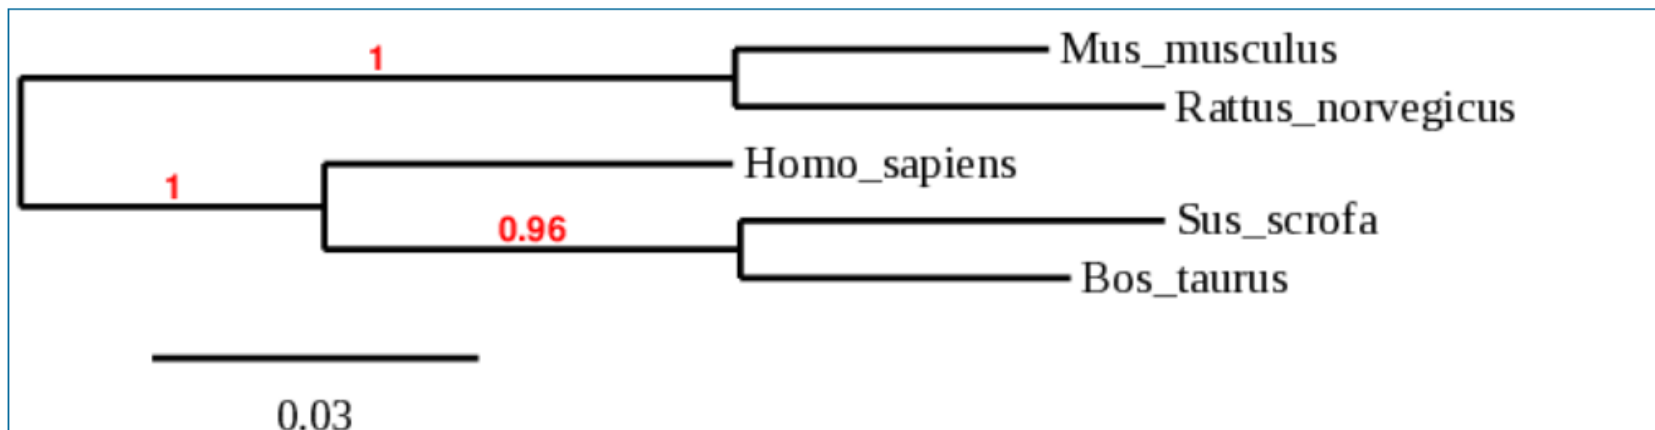 1
Mus_musculus
Rattus_norvegicus
Homo_sapiens
1
0.96
Sus_scrofa
Bos_taurus
0.03